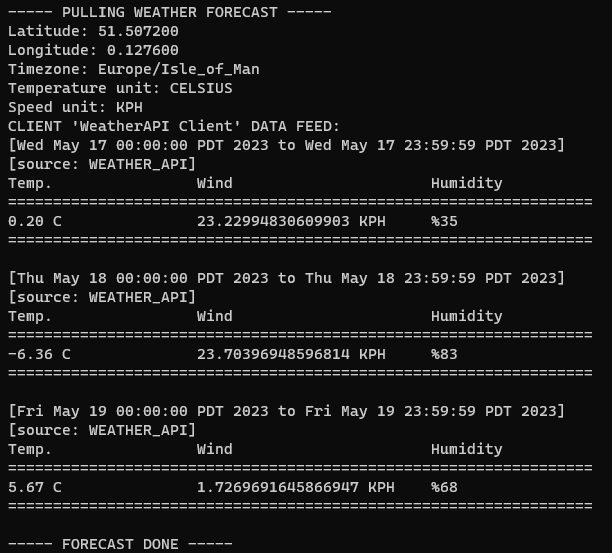 ----- PULLING WEATHER FORECAST -----
Latitude: 51.507200
Longitude: 0.127600
Timezone: Europe/Isle_of_Man
Temperature unit: CELSIUS
Speed unit: KPH
CLIENT 'WeatherAPI Client' DATA FEED:
[Wed May 17 00:00:00 PDT 2023 to Wed May 17 23:59:59 PDT 2023]
[source: WEATHER_API]
Temp.                Wind                      Humidity
=================================================================
0.20 C               23.22994830609903 KPH     %35
=================================================================

[Thu May 18 00:00:00 PDT 2023 to Thu May 18 23:59:59 PDT 2023]
[source: WEATHER_API]
Temp.                Wind                      Humidity
=================================================================
-6.36 C              23.70396948596814 KPH     %83
=================================================================

[Fri May 19 00:00:00 PDT 2023 to Fri May 19 23:59:59 PDT 2023]
[source: WEATHER_API]
Temp.                Wind                      Humidity
=================================================================
5.67 C               1.7269691645866947 KPH    %68
=================================================================

----- FORECAST DONE -----